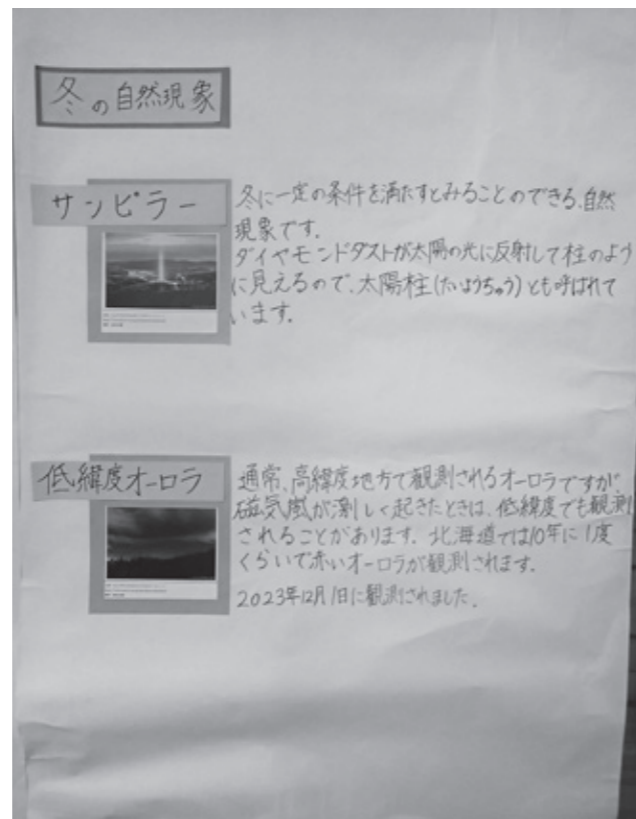 冬の自然現象
サンピラー
冬に一定の条件を満たすとみることのできる、自然
現象です。
ダイヤモンドダストが太陽の光に反射して柱のよう
に見えるので、太陽柱(たいようちゅう)とも呼ばれて
います。
低緯度オーロラ
通常、高緯度地方で観測されるオーロラですが、
磁気嵐が激しく起きたときは、低緯度でも観測
されることがあります。北海道では10年に1度
くらいで赤いオーロラが観測されます。
2023年12月1日に観測されました。